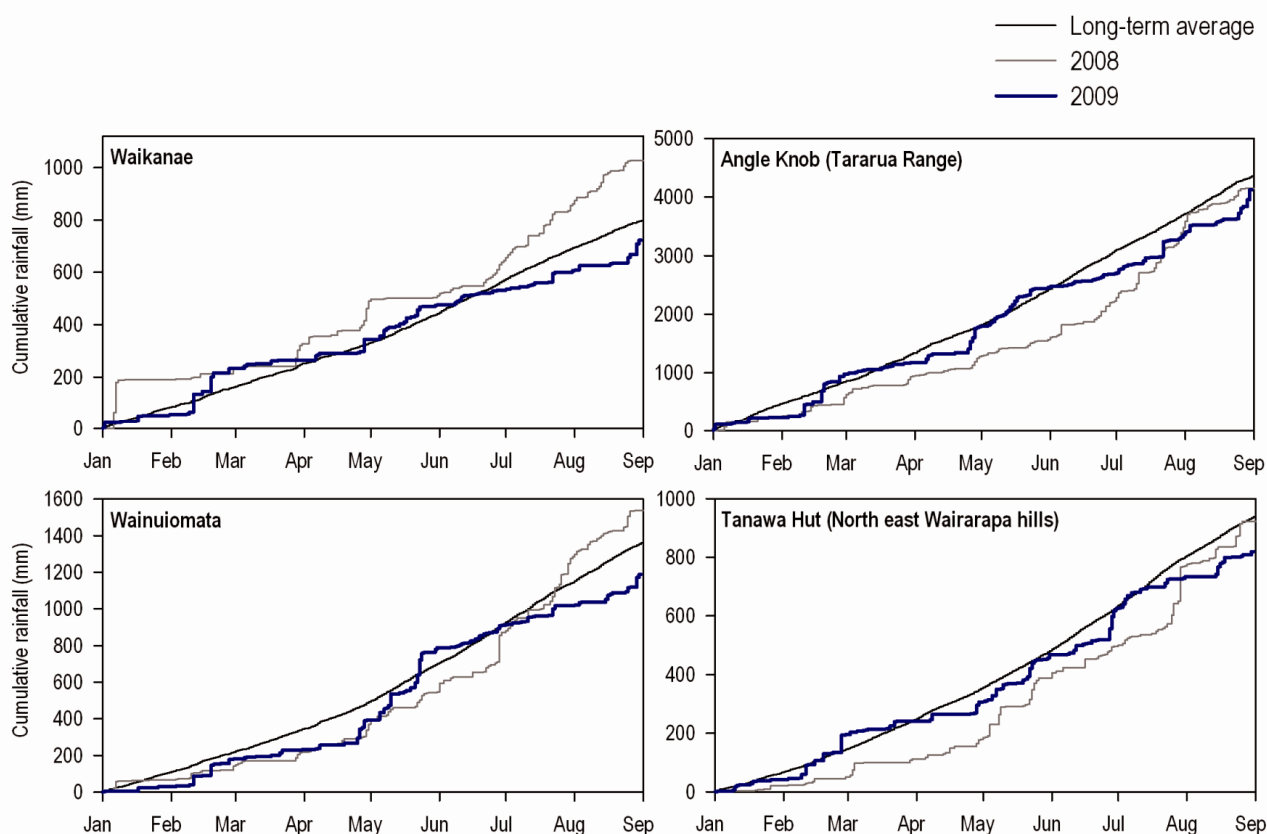 Long-term average
2008
2009
Waikanae
Cumulative rainfall (mm)
1000
800
600
400
200
0
Jan Feb Mar Apr May Jun Jul Aug Sep
Angle Knob (Tararua Range)
5000
4000
3000
2000
1000
0
Jan Feb Mar Apr May Jun Jul Aug Sep
Wainuiomata
Cumulative rainfall (mm)
1600
1400
1200
1000
800
600
400
200
0
Jan Feb Mar Apr May Jun Jul Aug Sep
Tanawa Hut (North east Wairarapa hills)
1000
800
600
400
200
0
Jan Feb Mar Apr May Jun Jul Aug Sep